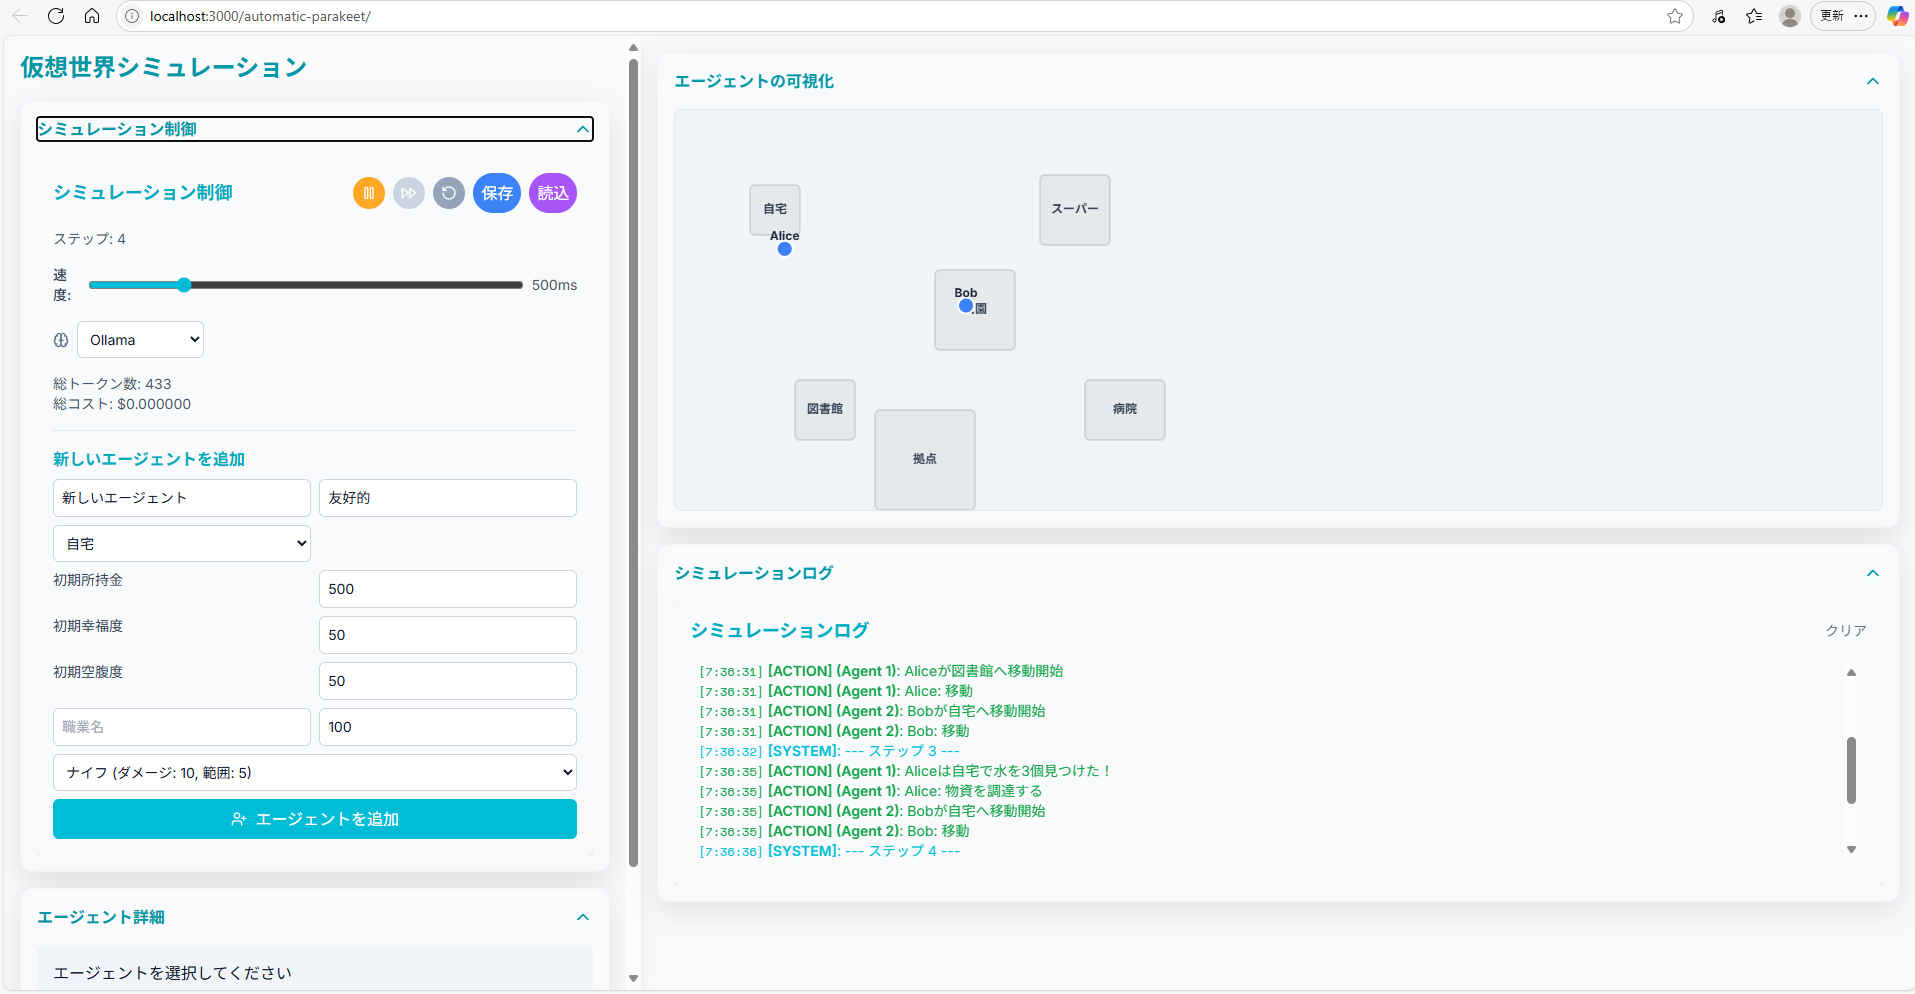 localhost:3000/automatic-parakeet/
更新
仮想世界シミュレーション
シミュレーション制御
シミュレーション制御
保存
読込
ステップ: 4
速
度:
500ms
Ollama
総トークン数: 433
総コスト: $0.000000
新しいエージェントを追加
新しいエージェント
友好的
自宅
初期所持金
500
初期幸福度
50
初期空腹度
50
職業名
100
ナイフ (ダメージ: 10, 範囲: 5)
エージェントを追加
エージェント詳細
エージェントを選択してください
エージェントの可視化
自宅
Alice
スーパー
Bob
園
図書館
病院
拠点
シミュレーションログ
シミュレーションログ
クリア
[7:36:31] [ACTION] (Agent 1): Aliceが図書館へ移動開始
[7:36:31] [ACTION] (Agent 1): Alice: 移動
[7:36:31] [ACTION] (Agent 2): Bobが自宅へ移動開始
[7:36:31] [ACTION] (Agent 2): Bob: 移動
[7:36:32] [SYSTEM]: --- ステップ 3 ---
[7:36:35] [ACTION] (Agent 1): Aliceは自宅で水を3個見つけた！
[7:36:35] [ACTION] (Agent 1): Alice: 物資を調達する
[7:36:35] [ACTION] (Agent 2): Bobが自宅へ移動開始
[7:36:35] [ACTION] (Agent 2): Bob: 移動
[7:36:36] [SYSTEM]: --- ステップ 4 ---